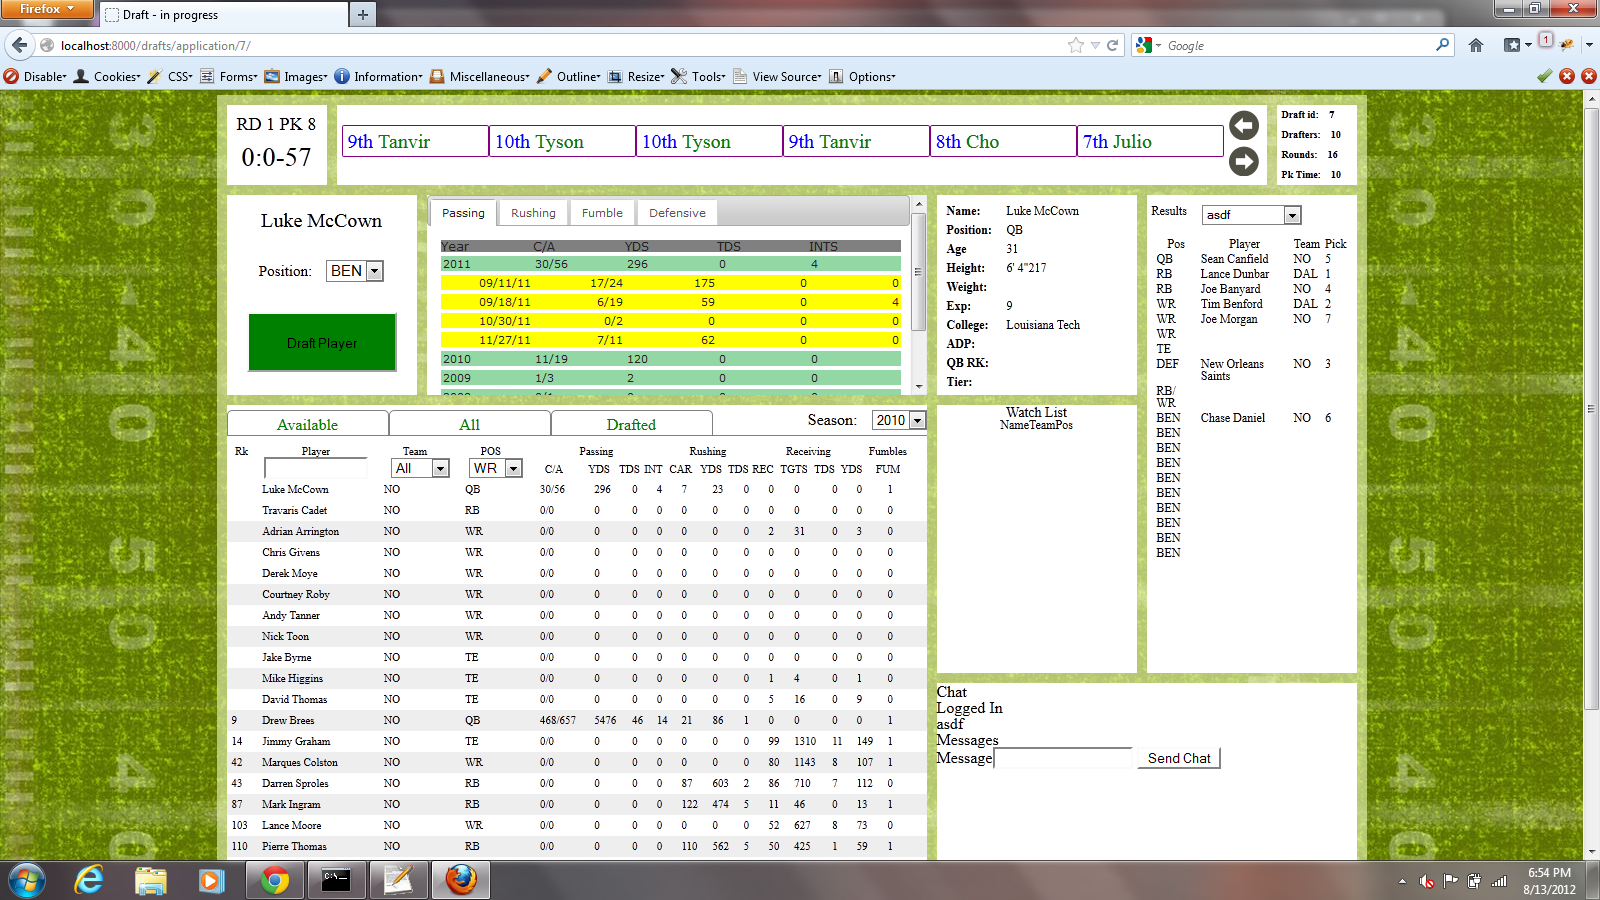 Firefox
Draft - in progress
localhost:8000/drafts/application/7/
Google
1
Disable Cookies CSS Forms Images Information Miscellaneous Outline Resize Tools View Source Options
RD 1 PK 8
0:0-57
9th Tanvir 10th Tyson 10th Tyson 9th Tanvir 8th Cho 7th Julio
Draft id: 7
Drafters: 10
Rounds: 16
Pk Time: 10
Luke McCown
Position: BEN
Draft Player
Passing Rushing Fumble Defensive
Year C/A YDS TDS INTS
2011 30/56 296 0 4
09/11/11 17/24 175 0 0
09/18/11 6/19 59 0 4
10/30/11 0/2 0 0 0
11/27/11 7/11 62 0 0
2010 11/19 120 0 0
2009 1/3 2 0 0
Name: Luke McCown
Position: QB
Age 31
Height: 6' 4"217
Weight:
Exp: 9
College: Louisiana Tech
ADP:
QB RK:
Tier:
Results asdf
Pos Player Team Pick
QB Sean Canfield NO 5
RB Lance Dunbar DAL 1
RB Joe Banyard NO 4
WR Tim Benford DAL 2
WR Joe Morgan NO 7
WR
TE
DEF New Orleans Saints NO 3
RB/
WR
BEN Chase Daniel NO 6
BEN
BEN
BEN
BEN
BEN
BEN
BEN
BEN
BEN
Available All Drafted Season: 2010
Rk Player Team POS Passing Rushing Receiving Fumbles
All WR C/A YDS TDS INT CAR YDS TDS REC TGTS TDS YDS FUM
Luke McCown NO QB 30/56 296 0 4 7 23 0 0 0 0 0 1
Travaris Cadet NO RB 0/0 0 0 0 0 0 0 0 0 0 0 0
Adrian Arrington NO WR 0/0 0 0 0 0 0 0 2 31 0 3 0
Chris Givens NO WR 0/0 0 0 0 0 0 0 0 0 0 0 0
Derek Moye NO WR 0/0 0 0 0 0 0 0 0 0 0 0 0
Courtney Roby NO WR 0/0 0 0 0 0 0 0 0 0 0 0 0
Andy Tanner NO WR 0/0 0 0 0 0 0 0 0 0 0 0 0
Nick Toon NO WR 0/0 0 0 0 0 0 0 0 0 0 0 0
Jake Byrne NO TE 0/0 0 0 0 0 0 0 0 0 0 0 0
Mike Higgins NO TE 0/0 0 0 0 0 0 0 1 4 0 1 0
David Thomas NO TE 0/0 0 0 0 0 0 0 5 16 0 9 0
9 Drew Brees NO QB 468/657 5476 46 14 21 86 1 0 0 0 0 1
14 Jimmy Graham NO TE 0/0 0 0 0 0 0 0 99 1310 11 149 1
42 Marques Colston NO WR 0/0 0 0 0 0 0 0 80 1143 8 107 1
43 Darren Sproles NO RB 0/0 0 0 0 87 603 2 86 710 7 112 0
87 Mark Ingram NO RB 0/0 0 0 0 122 474 5 11 46 0 13 1
103 Lance Moore NO WR 0/0 0 0 0 0 0 0 52 627 8 73 0
110 Pierre Thomas NO RB 0/0 0 0 0 110 562 5 50 425 1 59 1
Watch List
NameTeamPos
Chat
Logged In
asdf
Messages
Message Send Chat
6:54 PM
8/13/2012